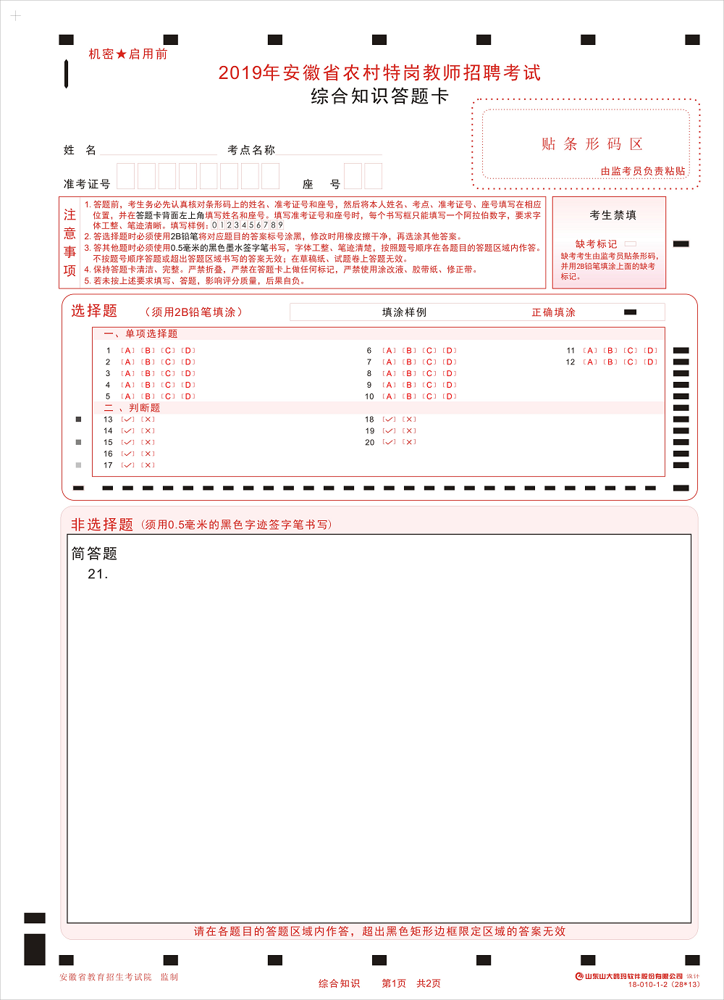 机密★启用前
2019年安徽省农村特岗教师招聘考试
综合知识答题卡
贴条形码区
由监考员负责粘贴
姓 名 考点名称
准考证号 座 号
注意事项
1. 答题前，考生务必先认真核对条形码上的姓名、准考证号和座号，然后将本人姓名、考点、准考证号、座号填写在相应
位置，并在答题卡背面左上角填写姓名和座号。填写准考证号和座号时，每个书写框只能填写一个阿拉伯数字，要求字
体工整、笔迹清晰。填写样例：0 1 2 3 4 5 6 7 8 9
2. 答选择题时必须使用2B铅笔将对应题目的答案标号涂黑，修改时用橡皮擦干净，再选涂其他答案。
3. 答其他题时必须使用0.5毫米的黑色墨水签字笔书写，字体工整、笔迹清楚，按照题号顺序在各题目的答题区域内作答。
不按题号顺序答题或超出答题区域书写的答案无效；在草稿纸、试题卷上答题无效。
4. 保持答题卡清洁、完整。严禁折叠，严禁在答题卡上做任何标记，严禁使用涂改液、胶带纸、修正带。
5. 若未按上述要求填写、答题，影响评分质量，后果自负。
考生禁填
缺考标记
缺考考生由监考员贴条形码，
并用2B铅笔填涂上面的缺考
标记。
选择题 （须用2B铅笔填涂） 填涂样例 正确填涂
一、单项选择题
1 [A] [B] [C] [D] 6 [A] [B] [C] [D] 11 [A] [B] [C] [D]
2 [A] [B] [C] [D] 7 [A] [B] [C] [D] 12 [A] [B] [C] [D]
3 [A] [B] [C] [D] 8 [A] [B] [C] [D]
4 [A] [B] [C] [D] 9 [A] [B] [C] [D]
5 [A] [B] [C] [D] 10 [A] [B] [C] [D]
二、判断题
13 [✓] [×] 18 [✓] [×]
14 [✓] [×] 19 [✓] [×]
15 [✓] [×] 20 [✓] [×]
16 [✓] [×]
17 [✓] [×]
非选择题 (须用0.5毫米的黑色字迹签字笔书写)
简答题
21.
请在各题目的答题区域内作答，超出黑色矩形边框限定区域的答案无效
安徽省教育招生考试院 监制
综合知识 第1页 共2页
山东山大鸥玛软件股份有限公司 设计
18-010-1-2（28*13）